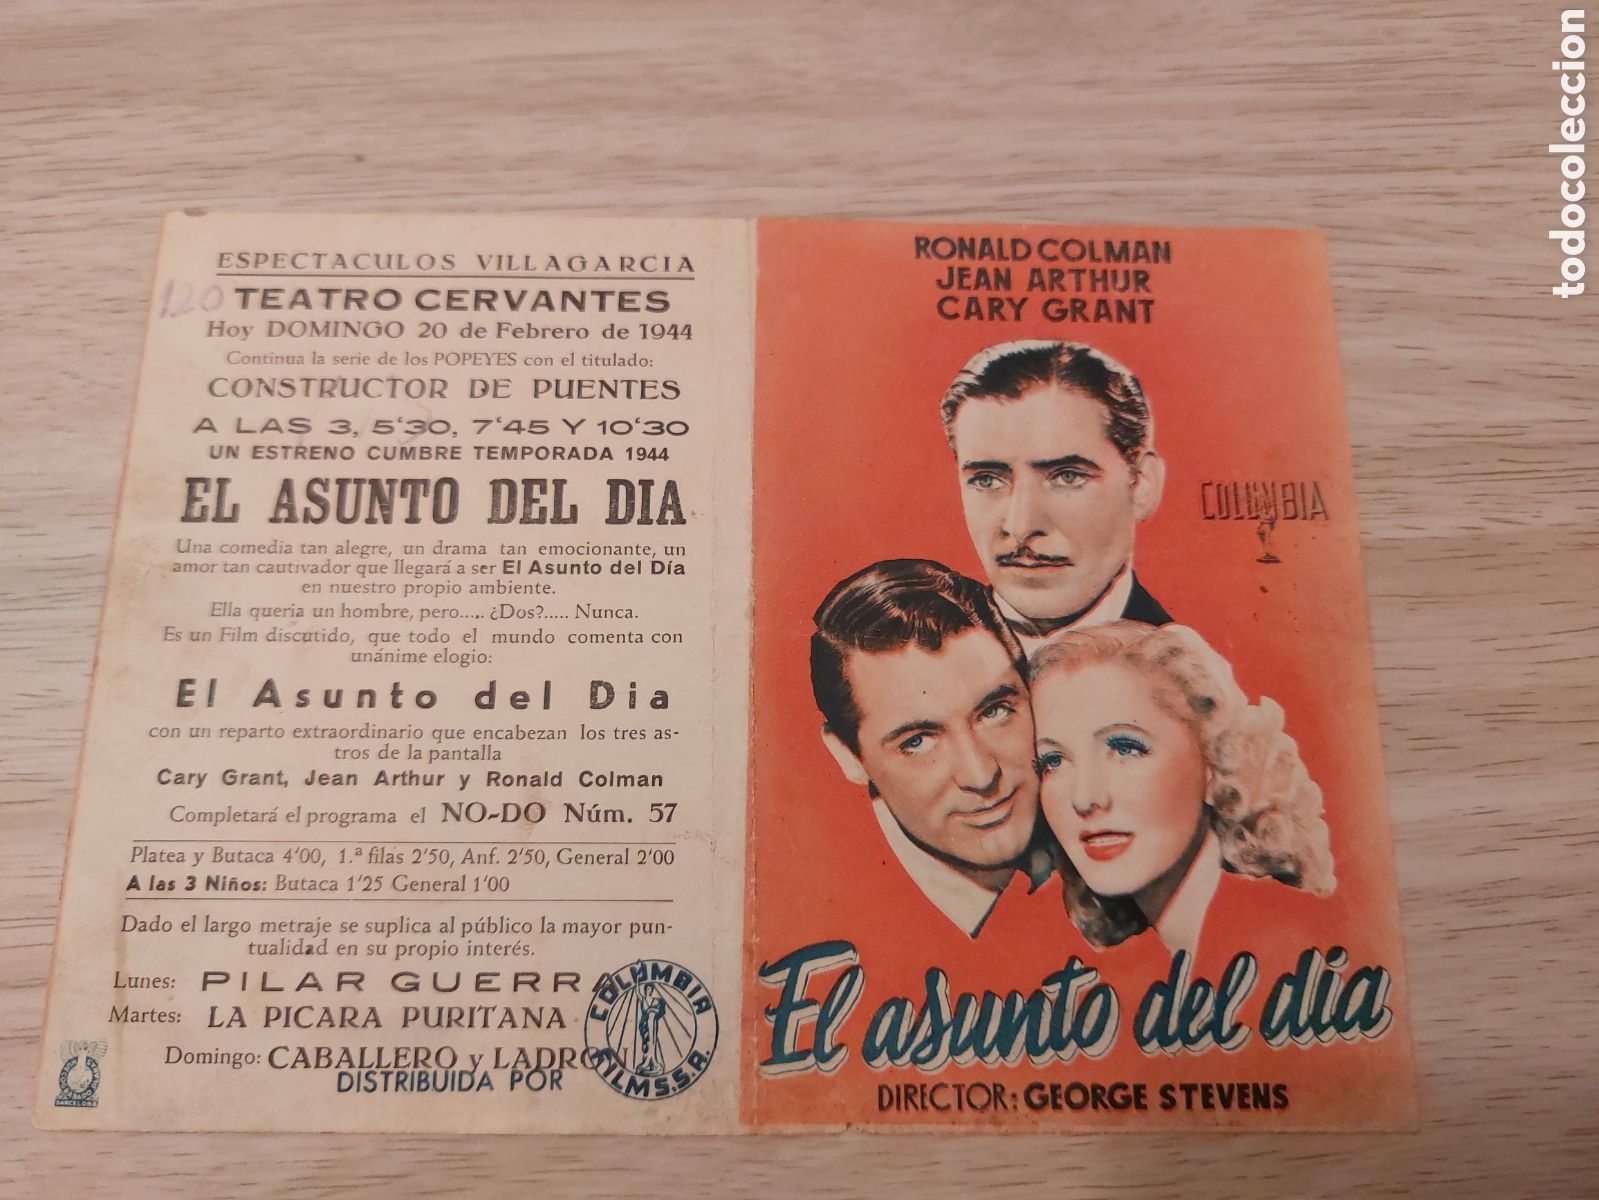 ESPECTACULOS VILLAGARCIA
120 TEATRO CERVANTES
Hoy DOMINGO 20 de Febrero de 1944
Continua la serie de los POPEYES con el titulado:
CONSTRUCTOR DE PUENTES
A LAS 3, 5'30, 7'45 Y 10'30
UN ESTRENO CUMBRE TEMPORADA 1944
EL ASUNTO DEL DIA
Una comedia tan alegre, un drama tan emocionante, un
amor tan cautivador que llegará a ser El Asunto del Día
en nuestro propio ambiente.
Ella queria un hombre, pero..... ¿Dos?..... Nunca.
Es un Film discutido, que todo el mundo comenta con
unánime elogio:
El Asunto del Dia
con un reparto extraordinario que encabezan los tres as-
tros de la pantalla
Cary Grant, Jean Arthur y Ronald Colman
Completará el programa el NO-DO Núm. 57
Platea y Butaca 4'00, 1.ª filas 2'50, Anf. 2'50, General 2'00
A las 3 Niños: Butaca 1'25 General 1'00
Dado el largo metraje se suplica al público la mayor pun-
tualidad en su propio interés.
Lunes: PILAR GUERRA
Martes: LA PICARA PURITANA
Domingo: CABALLERO y LADRON
DISTRIBUIDA POR
COLUMBIA
FILMS.S.A.
BARCELONA
RONALD COLMAN
JEAN ARTHUR
CARY GRANT
COLUMBIA
El asunto del dia
DIRECTOR: GEORGE STEVENS
todocoleccion